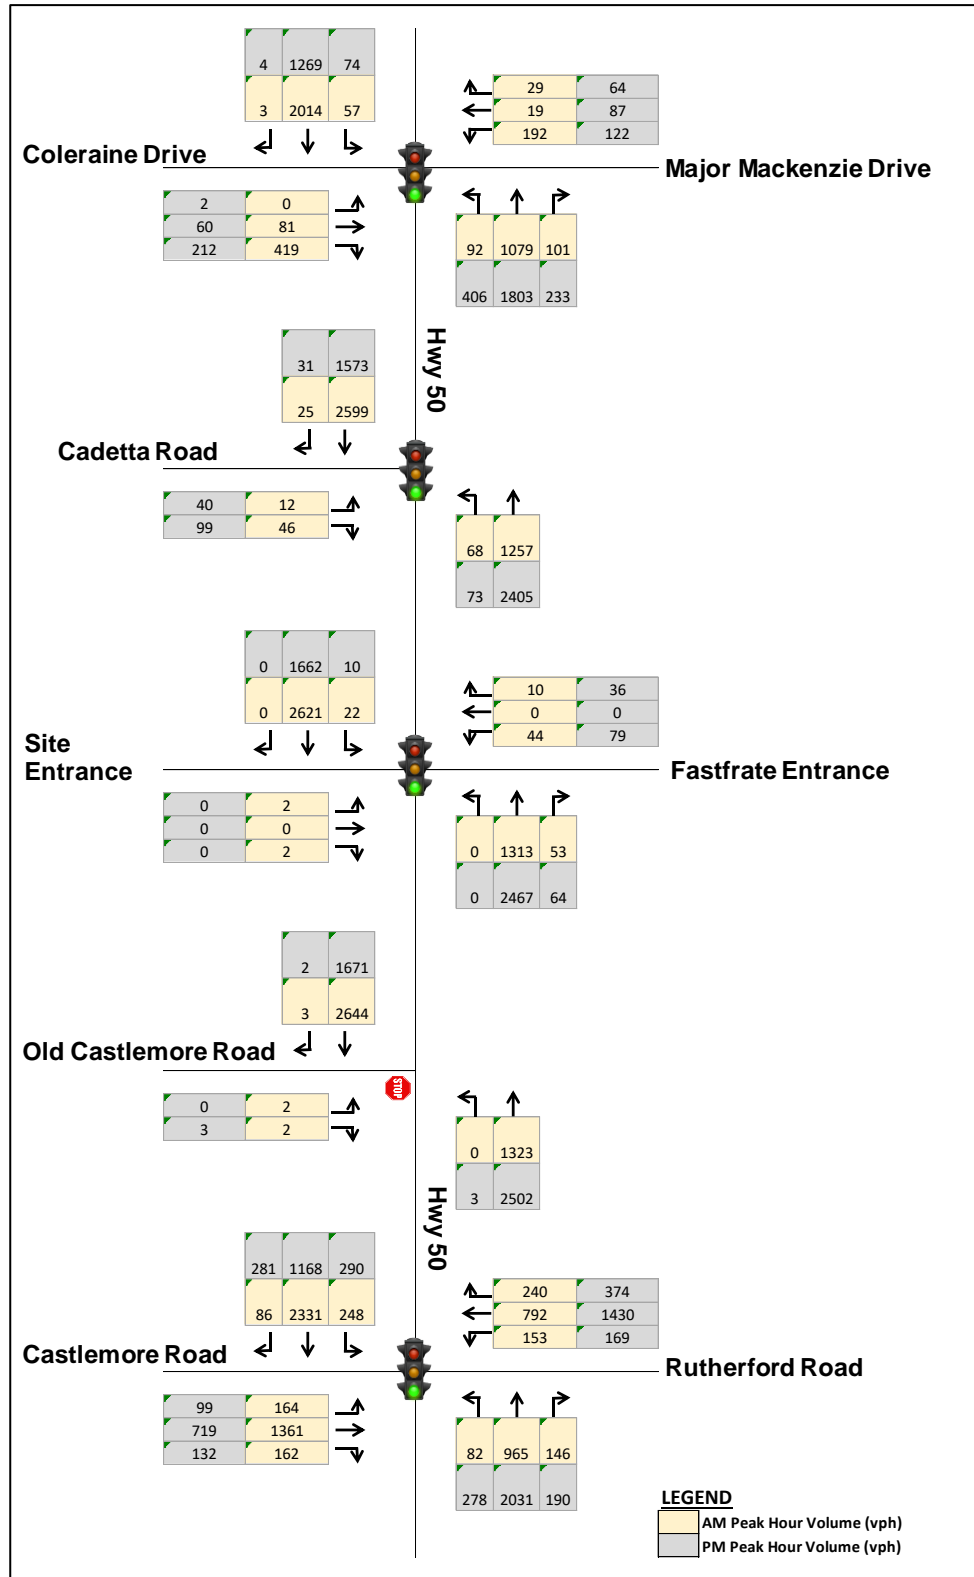 4 1269 74
3 2014 57
29 64
19 87
192 122
Coleraine Drive
Major Mackenzie Drive
2 0
60 81
212 419
92 1079 101
406 1803 233
Hwy 50
31 1573
25 2599
Cadetta Road
40 12
99 46
68 1257
73 2405
0 1662 10
0 2621 22
10 36
0 0
44 79
Site
Entrance
Fastfrate Entrance
0 2
0 0
0 2
0 1313 53
0 2467 64
2 1671
3 2644
Old Castlemore Road
STOP
0 2
3 2
0 1323
3 2502
Hwy 50
281 1168 290
86 2331 248
240 374
792 1430
153 169
Castlemore Road
Rutherford Road
99 164
719 1361
132 162
82 965 146
278 2031 190
LEGEND
AM Peak Hour Volume (vph)
PM Peak Hour Volume (vph)